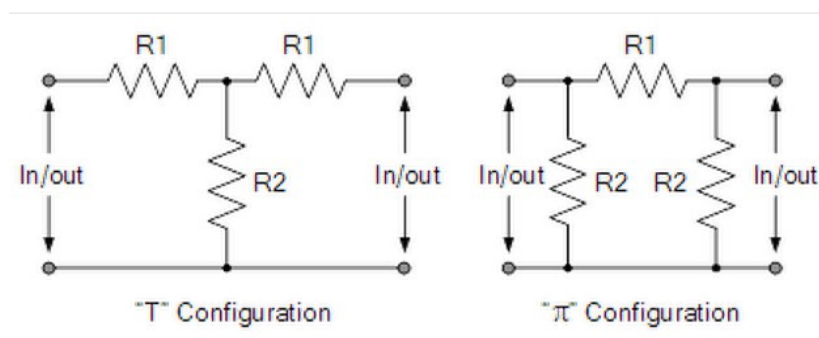 R1 R1 R1
In/out R2 In/out In/out R2 R2 In/out
"T" Configuration "π" Configuration